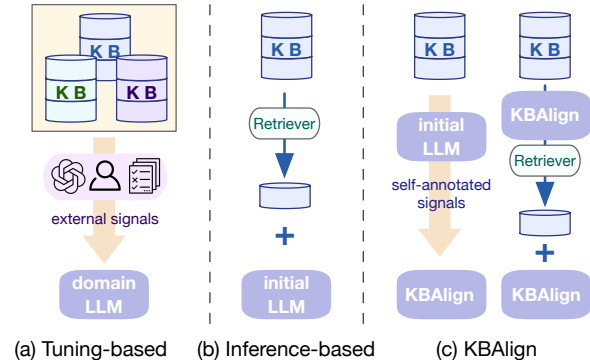 K B
K B
K B
external signals
domain
LLM
(a) Tuning-based
K B
Retriever
+
initial
LLM
(b) Inference-based
K B
initial
LLM
self-annotated
signals
KBAlign
K B
KBAlign
Retriever
+
KBAlign
(c) KBAlign